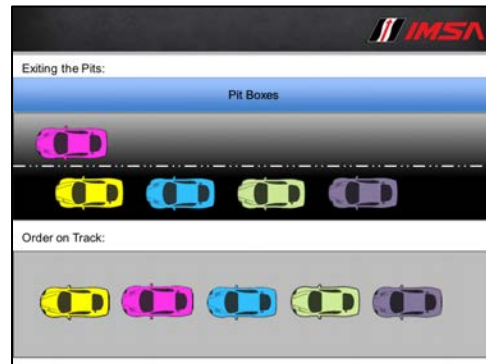 IMSA
Exiting the Pits:
Pit Boxes
Order on Track: